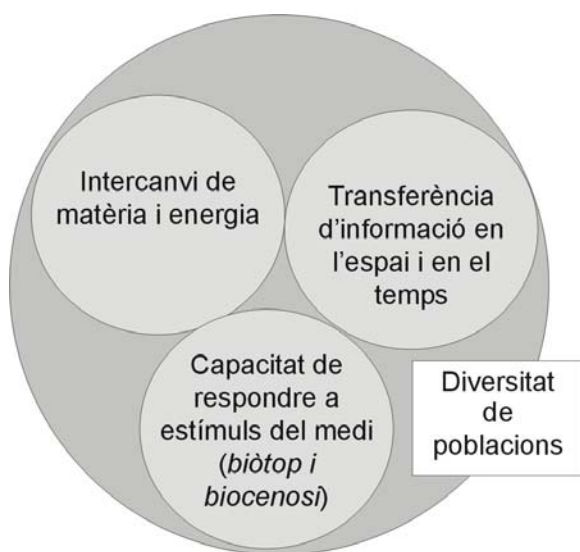 Intercanvi de
matèria i energia
Transferència
d'informació en
l'espai i en el
temps
Capacitat de
respondre a
estímuls del medi
(biòtop i
biocenosi)
Diversitat
de
poblacions